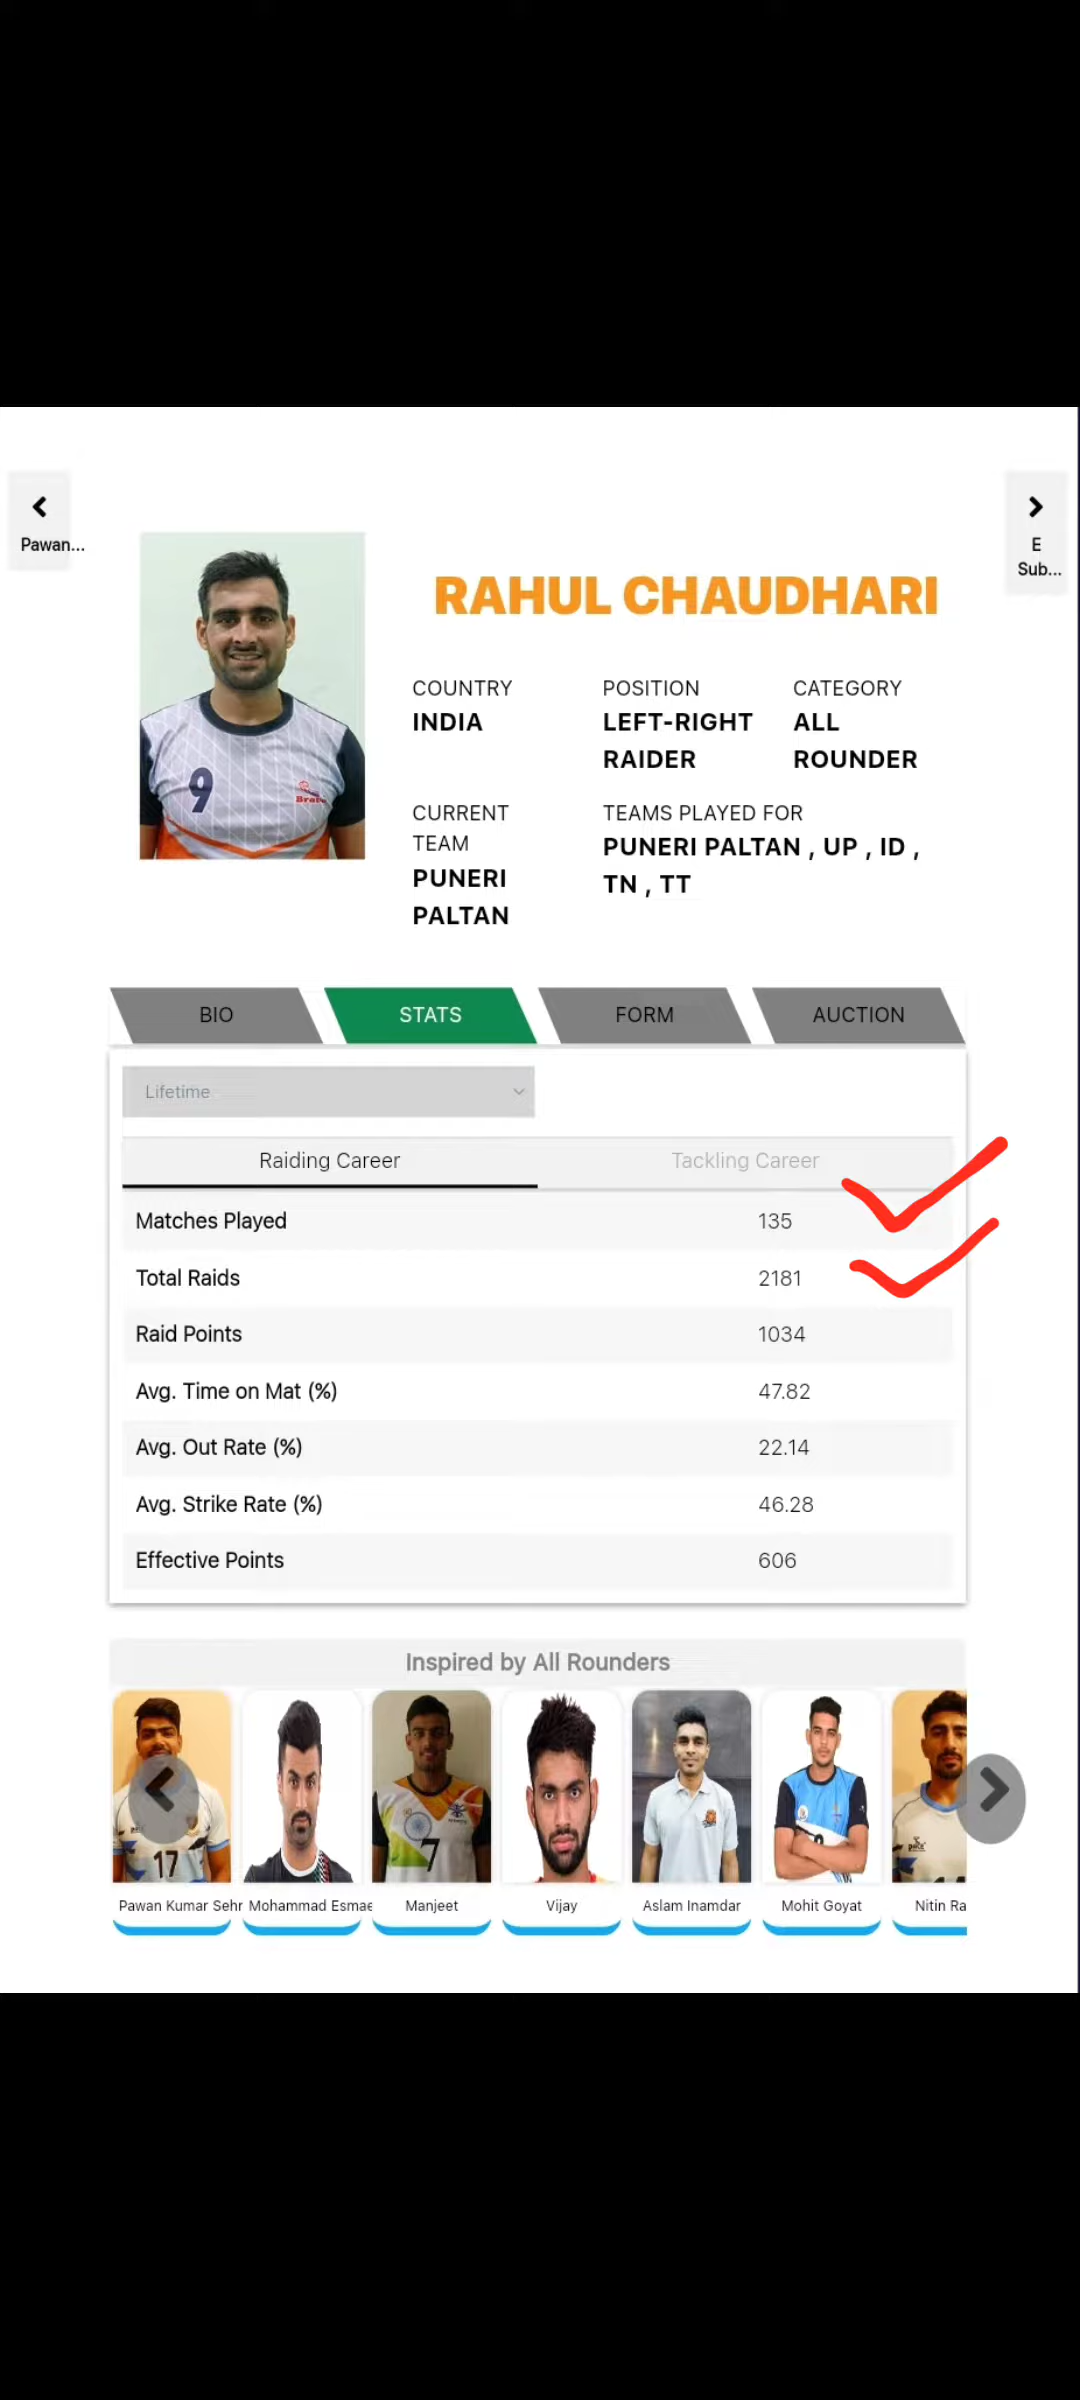 Pawan...
E
Sub...
RAHUL CHAUDHARI
COUNTRY
INDIA
POSITION
LEFT-RIGHT
RAIDER
CATEGORY
ALL
ROUNDER
CURRENT
TEAM
PUNERI
PALTAN
TEAMS PLAYED FOR
PUNERI PALTAN , UP , ID ,
TN , TT
9
Brave
BIO STATS FORM AUCTION
Lifetime
Raiding Career Tackling Career
Matches Played 135
Total Raids 2181
Raid Points 1034
Avg. Time on Mat (%) 47.82
Avg. Out Rate (%) 22.14
Avg. Strike Rate (%) 46.28
Effective Points 606
Inspired by All Rounders
17
7
Pawan Kumar Sehr Mohammad Esmae Manjeet Vijay Aslam Inamdar Mohit Goyat Nitin Ra